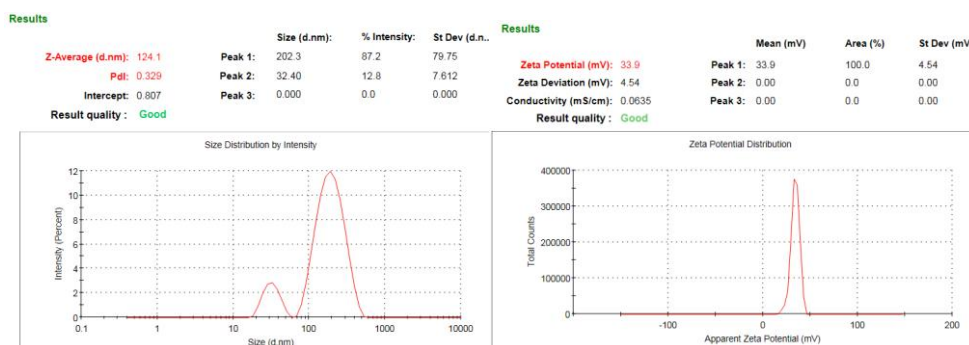 Results
Size (d.nm): % Intensity: St Dev (d.n..
Z-Average (d.nm): 124.1 Peak 1: 202.3 87.2 79.75
PdI: 0.329 Peak 2: 32.40 12.8 7.612
Intercept: 0.807 Peak 3: 0.000 0.0 0.000
Result quality : Good
Size Distribution by Intensity
Intensity (Percent)
12
10
8
6
4
2
0
0.1 1 10 100 1000 10000
Size (d.nm)
Results
Mean (mV) Area (%) St Dev (mV
Zeta Potential (mV): 33.9 Peak 1: 33.9 100.0 4.54
Zeta Deviation (mV): 4.54 Peak 2: 0.00 0.0 0.00
Conductivity (mS/cm): 0.0635 Peak 3: 0.00 0.0 0.00
Result quality : Good
Zeta Potential Distribution
Total Counts
400000
300000
200000
100000
0
-100 0 100 200
Apparent Zeta Potential (mV)